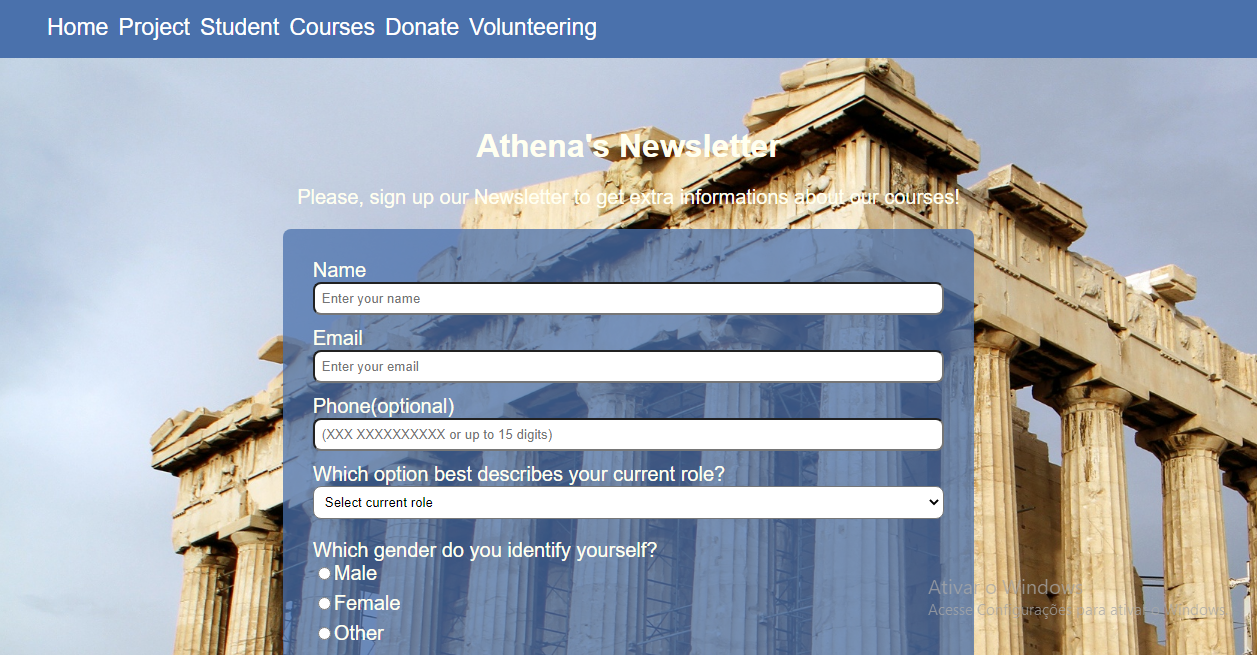 Home Project Student Courses Donate Volunteering
Athena's Newsletter
Please, sign up our Newsletter to get extra informations about our courses!
Name
Enter your name
Email
Enter your email
Phone(optional)
(XXX XXXXXXXXXX or up to 15 digits)
Which option best describes your current role?
Select current role
Which gender do you identify yourself?
Male
Female
Other
Ativar o Windows
Acesse Configurações para ativar o Windows.